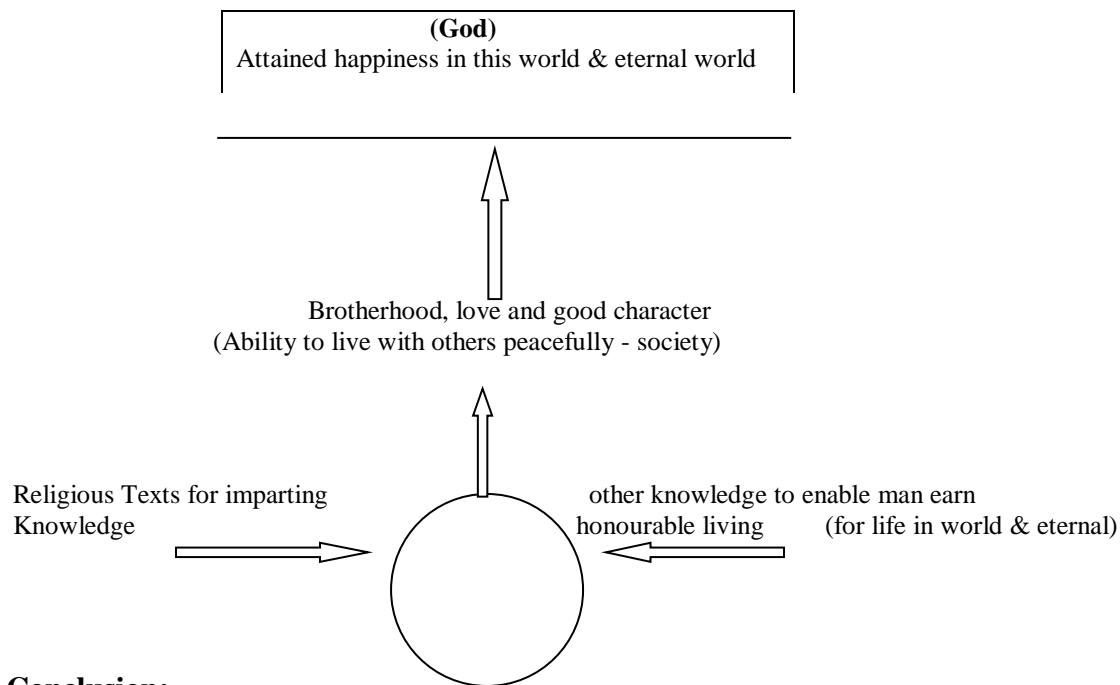 (God)
Attained happiness in this world & eternal world
Brotherhood, love and good character
(Ability to live with others peacefully - society)
Religious Texts for imparting
Knowledge
other knowledge to enable man earn
honourable living (for life in world & eternal)